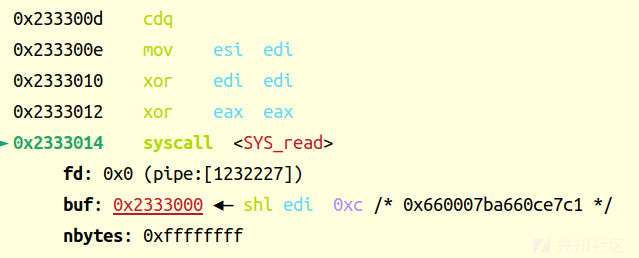 0x233300d cdq
0x233300e mov esi edi
0x2333010 xor edi edi
0x2333012 xor eax eax
►0x2333014 syscall <SYS_read>
fd: 0x0 (pipe:[1232227])
buf: 0x2333000 ◂— shl edi 0xc /* 0x660007ba660ce7c1 */
nbytes: 0xffffffff
先知社区